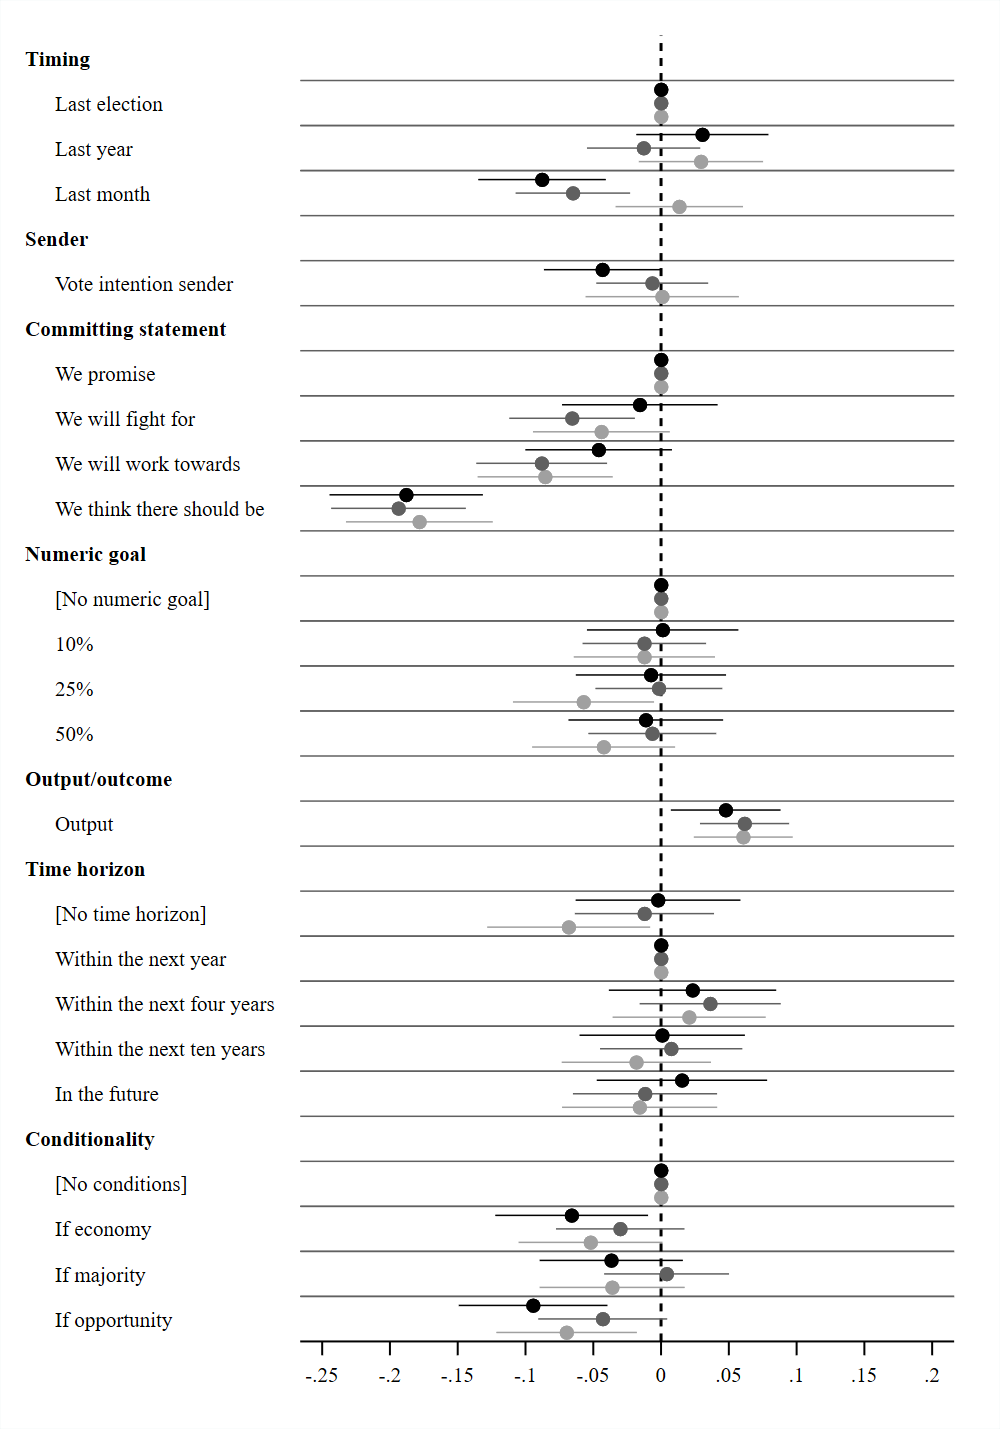 Timing
Last election
Last year
Last month
Sender
Vote intention sender
Committing statement
We promise
We will fight for
We will work towards
We think there should be
Numeric goal
[No numeric goal]
10%
25%
50%
Output/outcome
Output
Time horizon
[No time horizon]
Within the next year
Within the next four years
Within the next ten years
In the future
Conditionality
[No conditions]
If economy
If majority
If opportunity
-.25 -.2 -.15 -.1 -.05 0 .05 .1 .15 .2